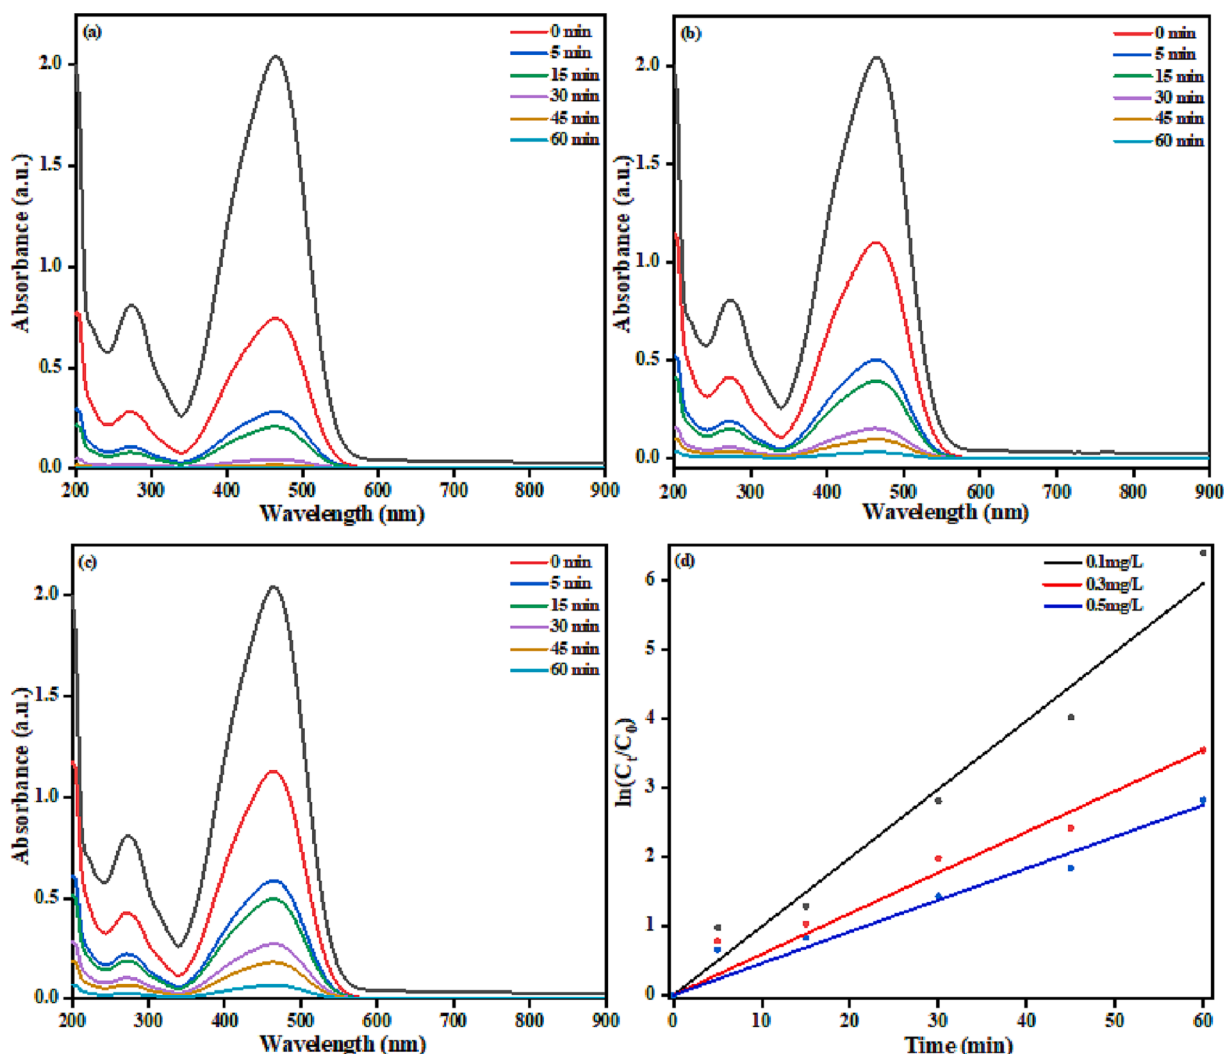 (a)
0 min
5 min
15 min
30 min
45 min
60 min
Absorbance (a.u.)
2.0
1.5
1.0
0.5
0.0
200 300 400 500 600 700 800 900
Wavelength (nm)
(b)
0 min
5 min
15 min
30 min
45 min
60 min
Absorbance (a.u.)
2.0
1.5
1.0
0.5
0.0
200 300 400 500 600 700 800 900
Wavelength (nm)
(c)
0 min
5 min
15 min
30 min
45 min
60 min
Absorbance (a.u.)
2.0
1.5
1.0
0.5
0.0
200 300 400 500 600 700 800 900
Wavelength (nm)
(d)
0.1mg/L
0.3mg/L
0.5mg/L
ln(Ct/C0)
6
5
4
3
2
1
0
0 10 20 30 40 50 60
Time (min)